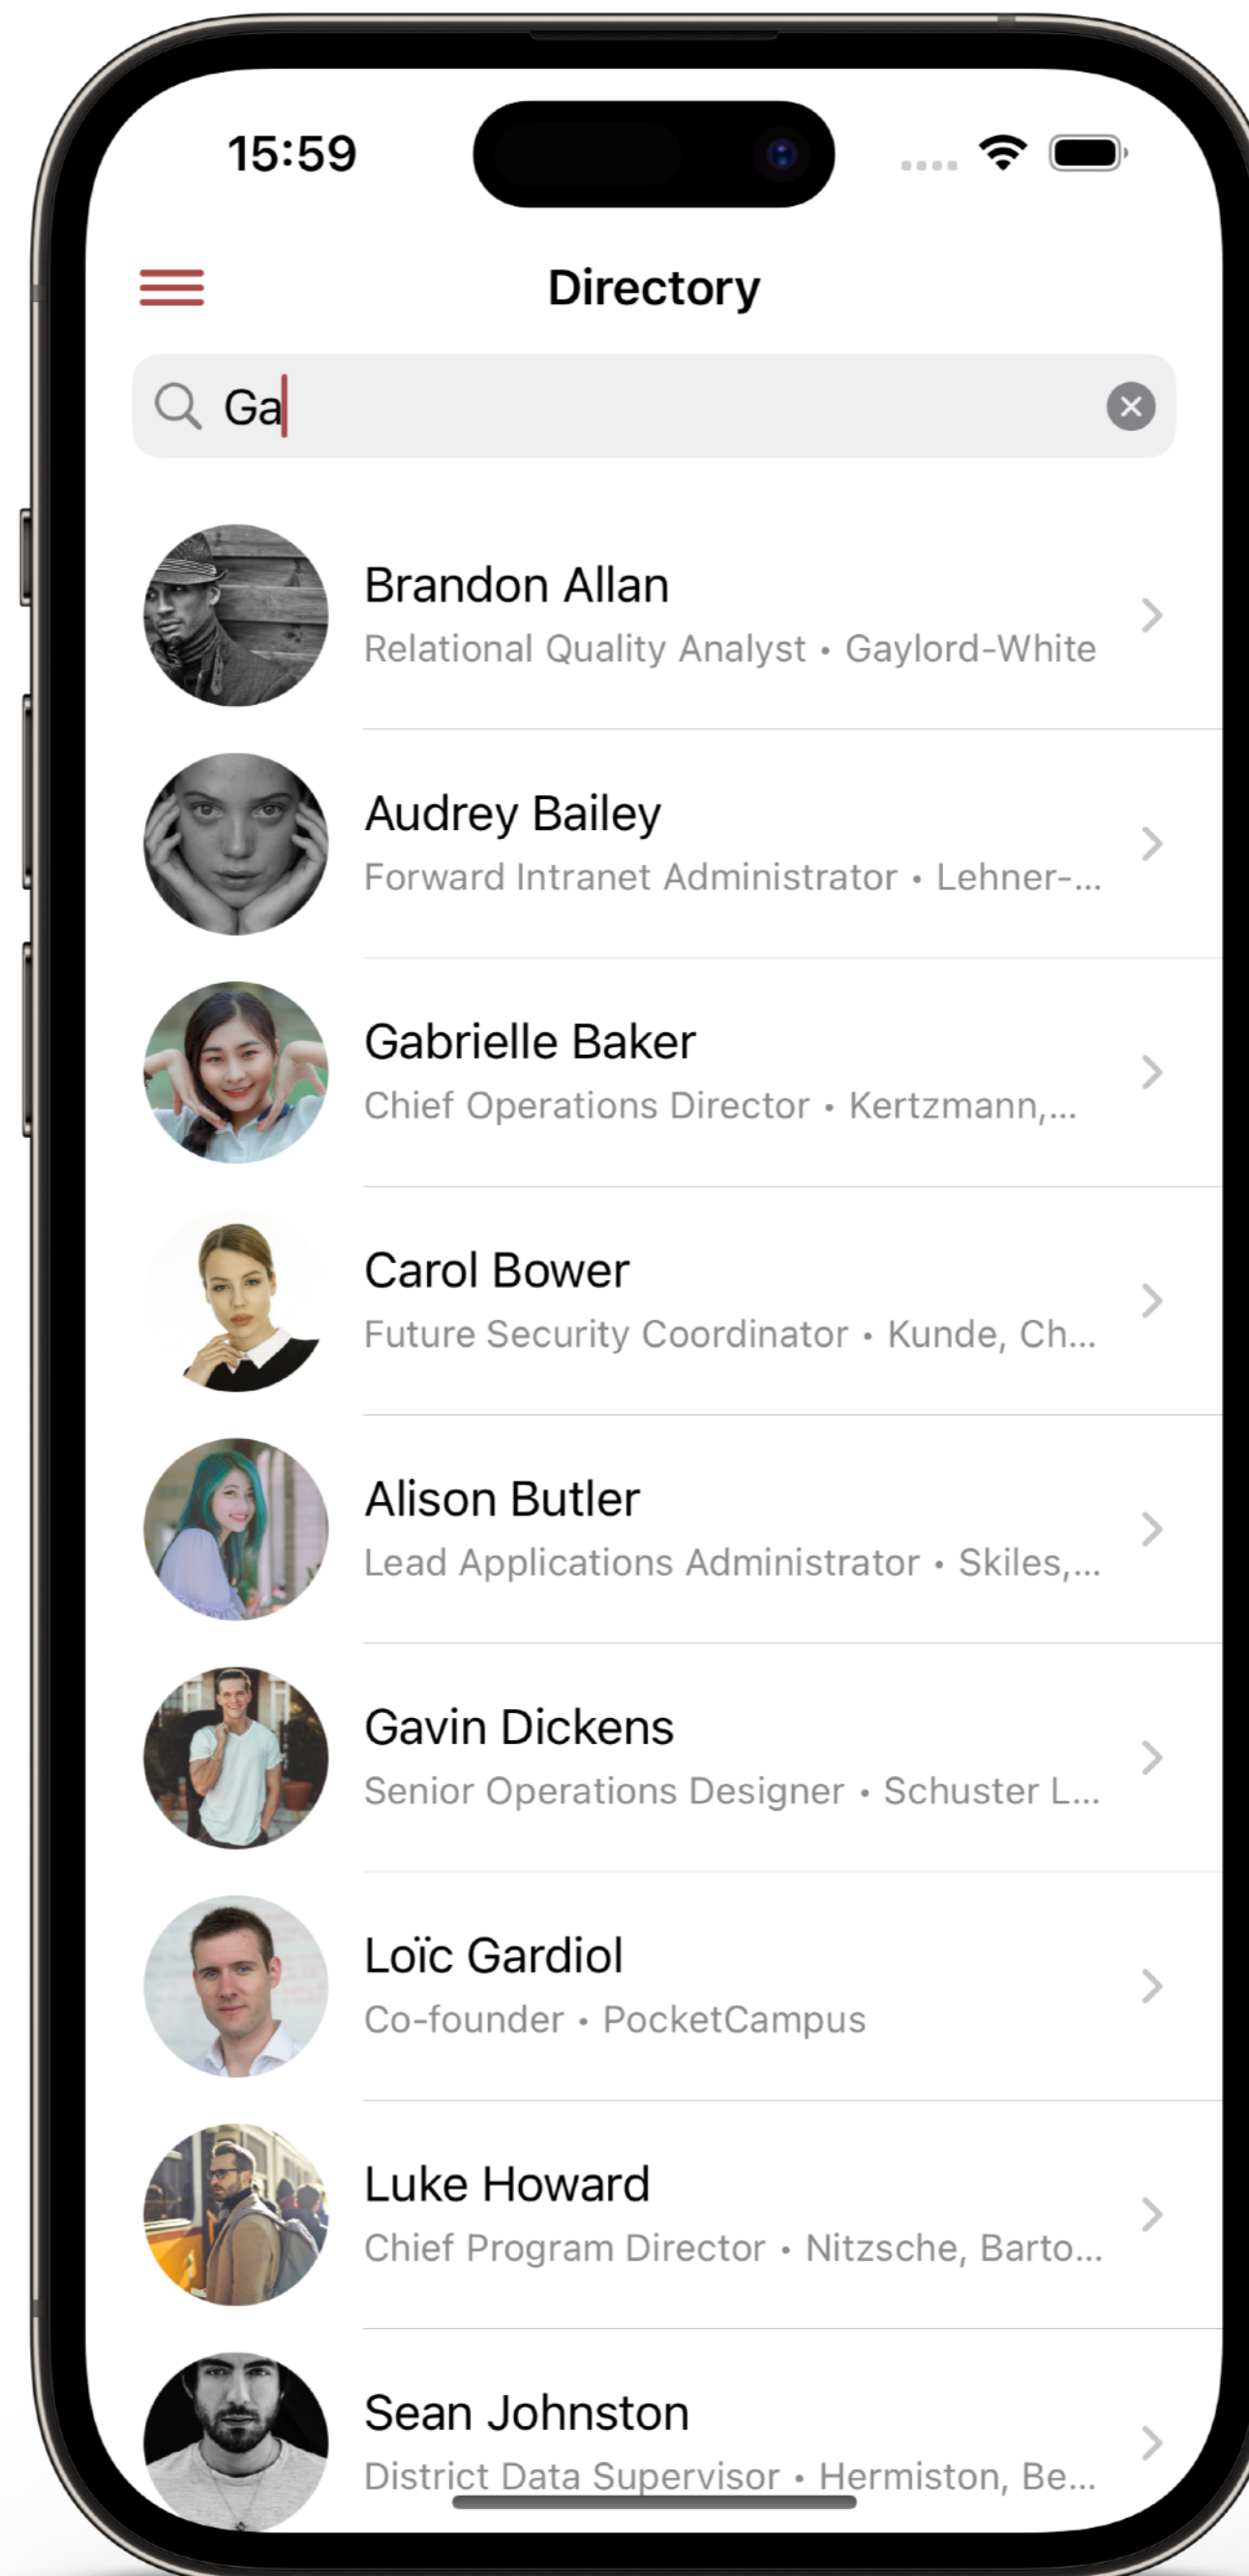 15:59
Directory
Ga
Brandon Allan
Relational Quality Analyst • Gaylord-White
Audrey Bailey
Forward Intranet Administrator • Lehner-...
Gabrielle Baker
Chief Operations Director • Kertzmann,...
Carol Bower
Future Security Coordinator • Kunde, Ch...
Alison Butler
Lead Applications Administrator • Skiles,...
Gavin Dickens
Senior Operations Designer • Schuster L...
Loïc Gardiol
Co-founder • PocketCampus
Luke Howard
Chief Program Director • Nitzsche, Barto...
Sean Johnston
District Data Supervisor • Hermiston, Be...